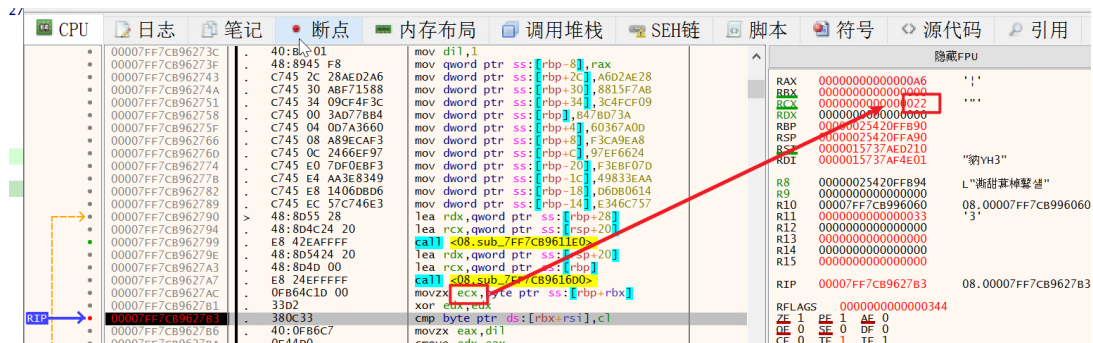 27
CPU 日志 笔记 断点 内存布局 调用堆栈 SEH链 脚本 符号 源代码 引用
00007FF7CB96273C . 40:B 01 mov dil,1
00007FF7CB96273F . 48:8945 F8 mov qword ptr ss:[rbp-8],rax
00007FF7CB962743 . C745 2C 28AED2A6 mov dword ptr ss:[rbp+2C],A6D2AE28
00007FF7CB96274A . C745 30 ABF71588 mov dword ptr ss:[rbp+30],8815F7AB
00007FF7CB962751 . C745 34 09CF4F3C mov dword ptr ss:[rbp+34],3C4FCF09
00007FF7CB962758 . C745 00 3AD77BB4 mov dword ptr ss:[rbp],B47BD73A
00007FF7CB96275F . C745 04 0D7A3660 mov dword ptr ss:[rbp+4],60367A0D
00007FF7CB962766 . C745 08 A89ECAF3 mov dword ptr ss:[rbp+8],F3CA9EA8
00007FF7CB96276D . C745 0C 2466EF97 mov dword ptr ss:[rbp+C],97EF6624
00007FF7CB962774 . C745 E0 7DF0EBF3 mov dword ptr ss:[rbp-20],F3EBF07D
00007FF7CB96277B . C745 E4 AA3E8349 mov dword ptr ss:[rbp-1C],49833EAA
00007FF7CB962782 . C745 E8 1406DBD6 mov dword ptr ss:[rbp-18],D6DB0614
00007FF7CB962789 . C745 EC 57C746E3 mov dword ptr ss:[rbp-14],E346C757
00007FF7CB962790 > 48:8D55 28 lea rdx,qword ptr ss:[rbp+28]
00007FF7CB962794 . 48:8D4C24 20 lea rcx,qword ptr ss:[rsp+20]
00007FF7CB962799 . E8 42EAFFFF call <08.sub_7FF7CB9611E0>
00007FF7CB96279E . 48:8D5424 20 lea rdx,qword ptr ss:[rsp+20]
00007FF7CB9627A3 . 48:8D4D 00 lea rcx,qword ptr ss:[rbp]
00007FF7CB9627A7 . E8 24EFFFFF call <08.sub_7FF7CB9616D0>
00007FF7CB9627AC . 0FB64C1D 00 movzx ecx,byte ptr ss:[rbp+rbx]
00007FF7CB9627B1 . 33D2 xor edx,edx
RIP 00007FF7CB9627B3 . 380C33 cmp byte ptr ds:[rbx+rsi],cl
00007FF7CB9627B6 . 40:0FB6C7 movzx eax,dil
隐藏FPU
RAX 00000000000000A6 '¦'
RBX 0000000000000000
RCX 0000000000000022 '"'
RDX 0000000000000000
RBP 00000025420FFB90
RSP 00000025420FFA90
RSI 0000015737AED210
RDI 0000015737AF4E01
R8 00000025420FFB94
R9 0000000000000000
R10 00007FF7CB996060 08.00007FF7CB996060
R11 0000000000000033 '3'
R12 0000000000000000
R13 0000000000000000
R14 0000000000000000
R15 0000000000000000
RIP 00007FF7CB9627B3 08.00007FF7CB9627B3
RFLAGS 0000000000000344
ZF 1 PF 1 AF 0
OF 0 SF 0 DF 0
CF 0 TF 1 IF 1